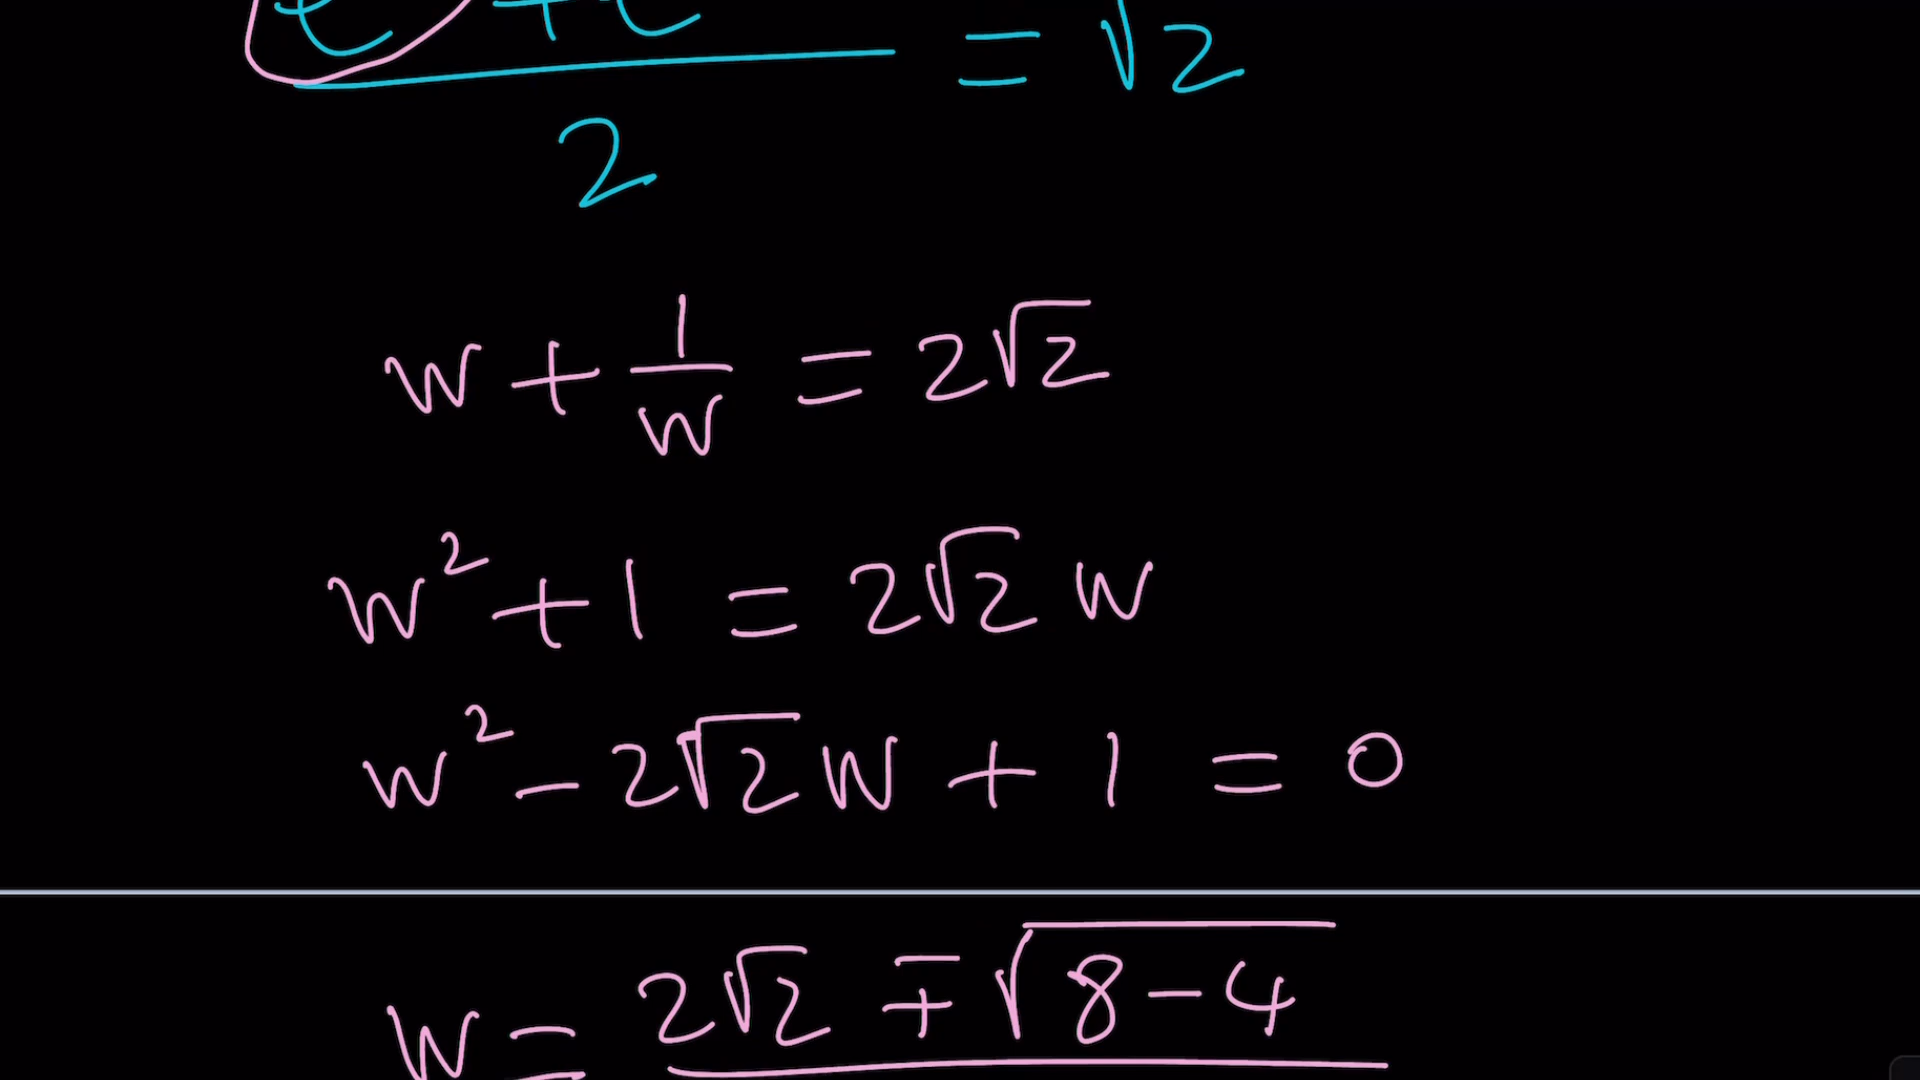 e + e = √2
2
w + 1/w = 2√2
w² + 1 = 2√2 w
w² - 2√2 w + 1 = 0
w = 2√2 ∓ √8-4